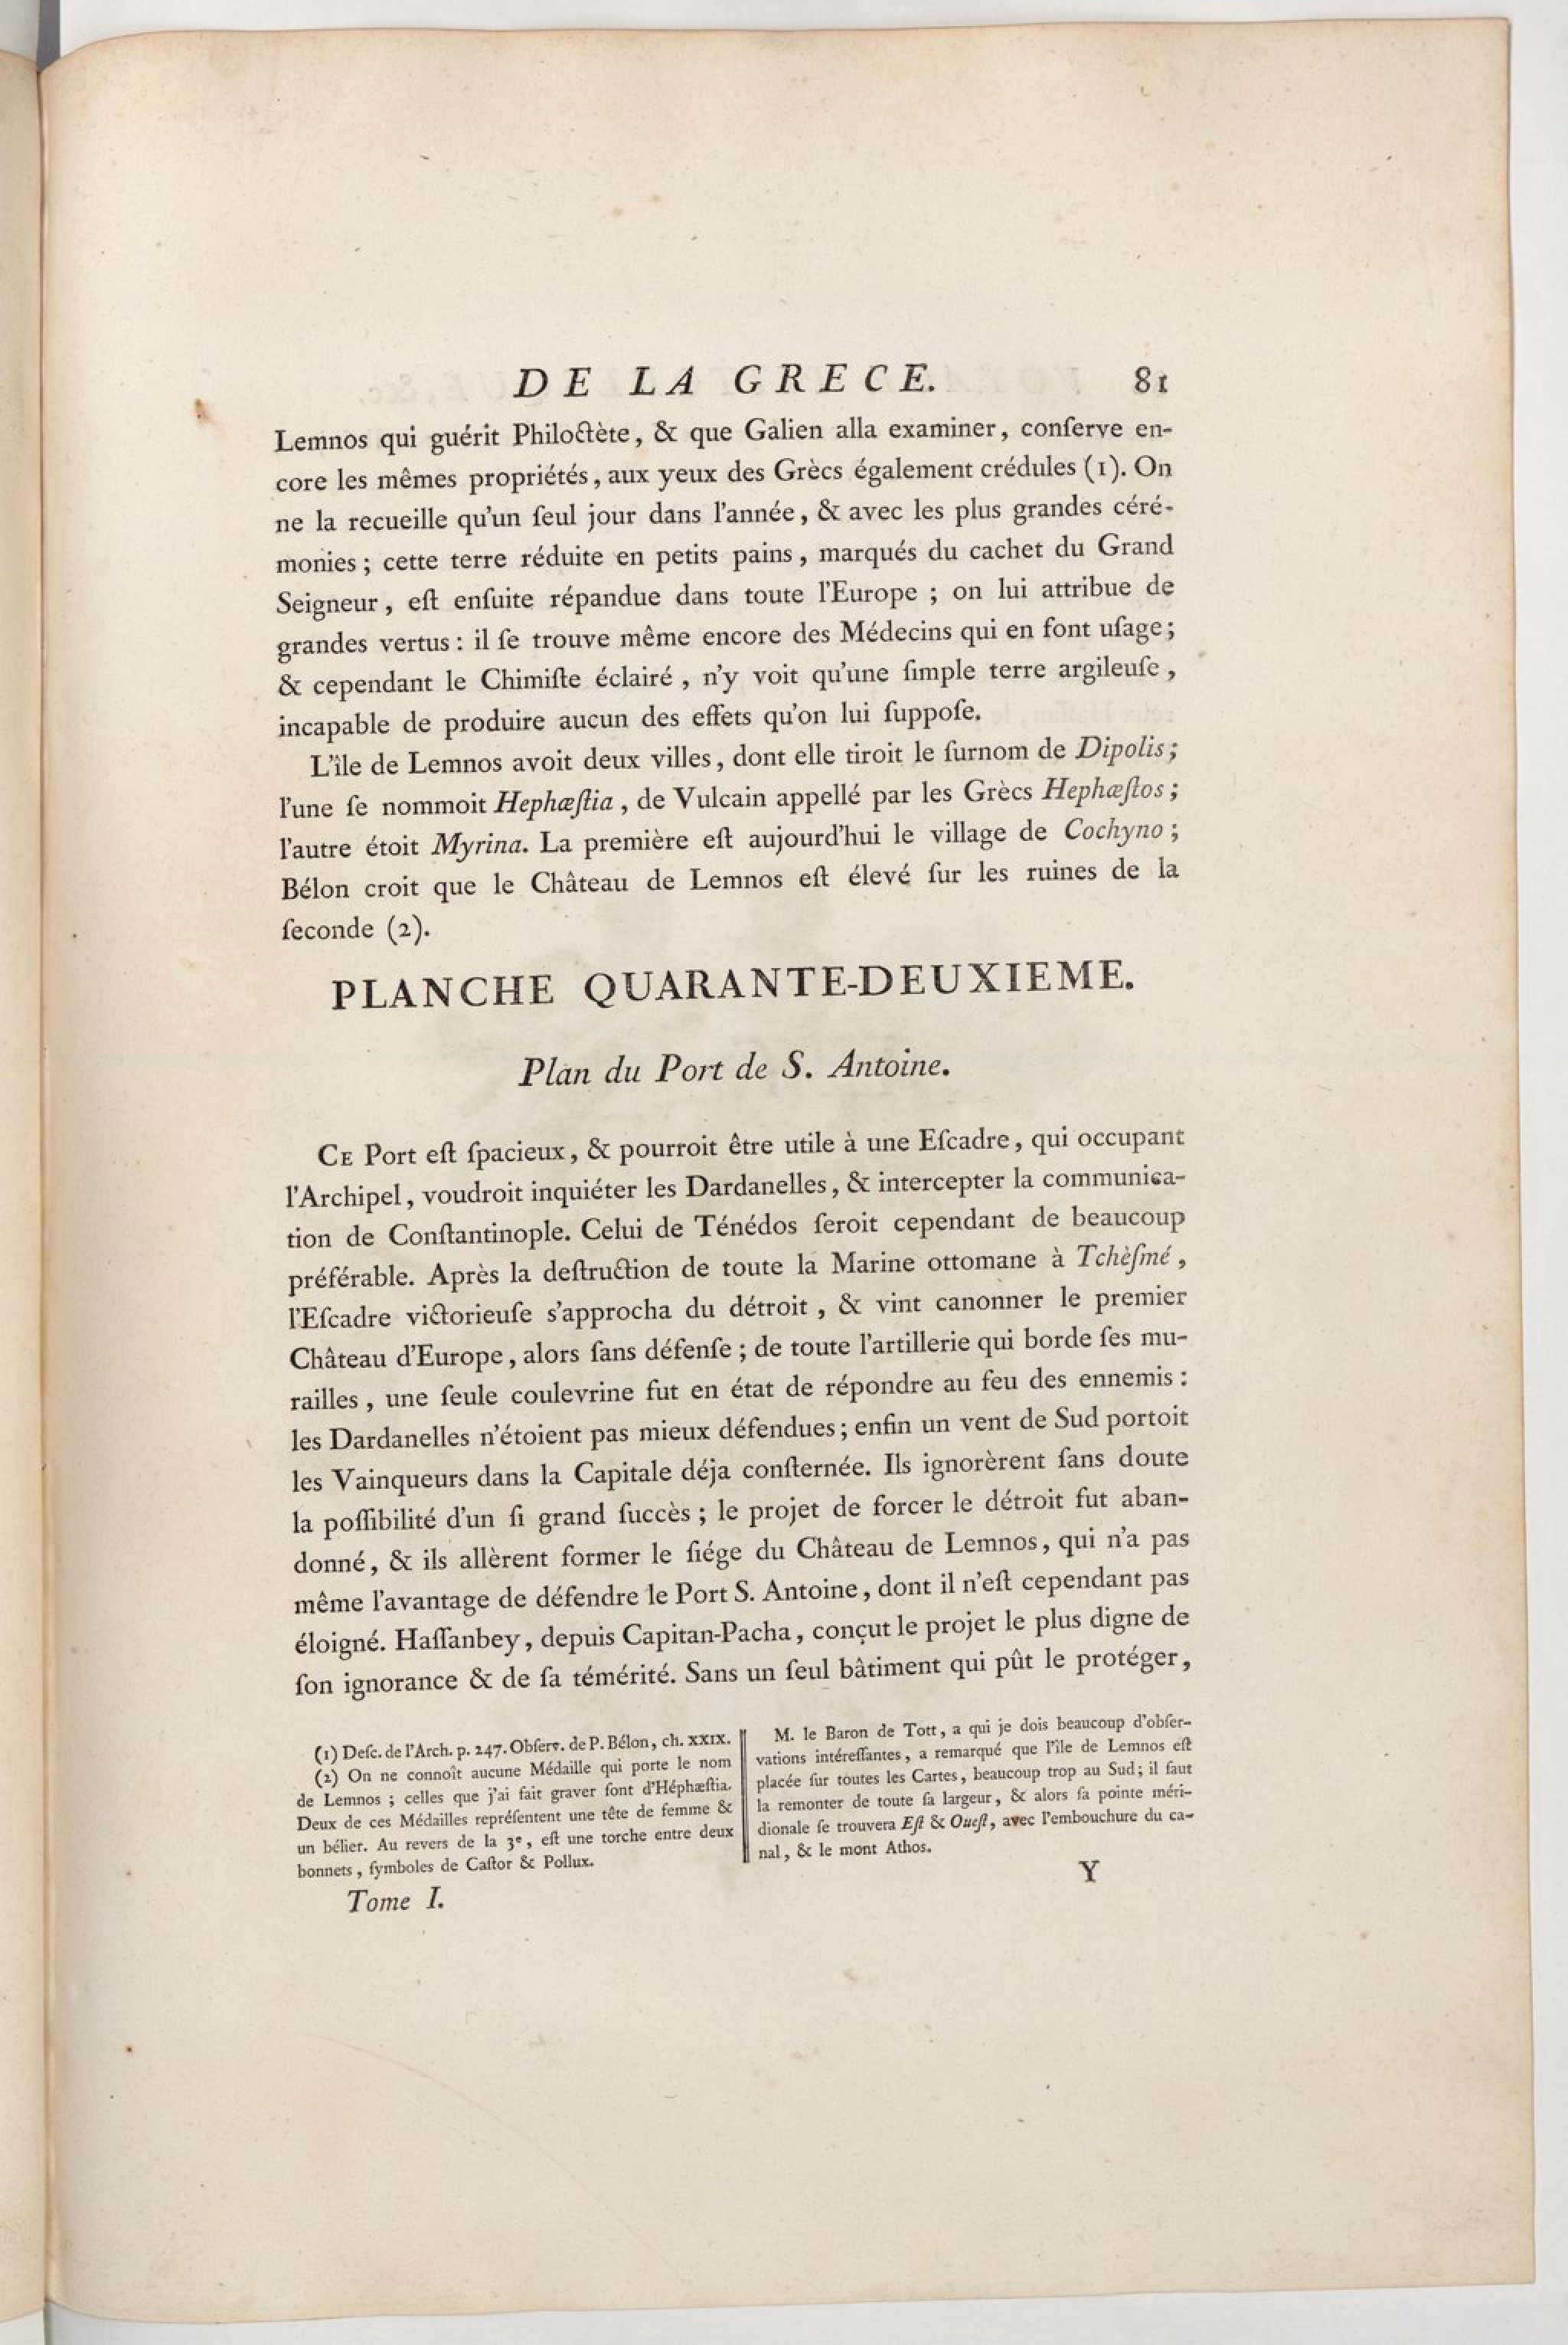 DE LA GRECE. 81
Lemnos qui guérit Philoctète, & que Galien alla examiner, conſerve en-
core les mêmes propriétés, aux yeux des Grècs également crédules (1). On
ne la recueille qu'un ſeul jour dans l'année, & avec les plus grandes céré-
monies ; cette terre réduite en petits pains, marqués du cachet du Grand
Seigneur, eſt enſuite répandue dans toute l'Europe ; on lui attribue de
grandes vertus : il ſe trouve même encore des Médecins qui en font uſage ;
& cependant le Chimiſte éclairé, n'y voit qu'une ſimple terre argileuſe,
incapable de produire aucun des effets qu'on lui ſuppoſe.
L'île de Lemnos avoit deux villes, dont elle tiroit le ſurnom de Dipolis ;
l'une ſe nommoit Hephæſtia, de Vulcain appellé par les Grècs Hephæſtos ;
l'autre étoit Myrina. La première eſt aujourd'hui le village de Cochyno ;
Bélon croit que le Château de Lemnos eſt élevé ſur les ruines de la
ſeconde (2).
PLANCHE QUARANTE-DEUXIEME.
Plan du Port de S. Antoine.
CE Port eſt ſpacieux, & pourroit être utile à une Eſcadre, qui occupant
l'Archipel, voudroit inquiéter les Dardanelles, & intercepter la communica-
tion de Conſtantinople. Celui de Ténédos ſeroit cependant de beaucoup
préférable. Après la deſtruction de toute la Marine ottomane à Tchèſmé,
l'Eſcadre victorieuſe s'approcha du détroit, & vint canonner le premier
Château d'Europe, alors ſans défenſe ; de toute l'artillerie qui borde ſes mu-
railles, une ſeule coulevrine fut en état de répondre au feu des ennemis :
les Dardanelles n'étoient pas mieux défendues ; enfin un vent de Sud portoit
les Vainqueurs dans la Capitale déja conſternée. Ils ignorèrent ſans doute
la poſſibilité d'un ſi grand ſuccès ; le projet de forcer le détroit fut aban-
donné, & ils allèrent former le ſiége du Château de Lemnos, qui n'a pas
même l'avantage de défendre le Port S. Antoine, dont il n'eſt cependant pas
éloigné. Haſſanbey, depuis Capitan-Pacha, conçut le projet le plus digne de
ſon ignorance & de ſa témérité. Sans un ſeul bâtiment qui pût le protéger,
(1) Deſc. de l'Arch. p. 247. Obſerv. de P. Bélon, ch. XXIX.
(2) On ne connoît aucune Médaille qui porte le nom
de Lemnos ; celles que j'ai fait graver ſont d'Héphæſtia.
Deux de ces Médailles repréſentent une tête de femme &
un bélier. Au revers de la 3e, eſt une torche entre deux
bonnets, ſymboles de Caſtor & Pollux.
M. le Baron de Tott, a qui je dois beaucoup d'obſer-
vations intéreſſantes, a remarqué que l'île de Lemnos eſt
placée ſur toutes les Cartes, beaucoup trop au Sud ; il faut
la remonter de toute ſa largeur, & alors ſa pointe méri-
dionale ſe trouvera Eſt & Oueſt, avec l'embouchure du ca-
nal, & le mont Athos.
Tome I. Y